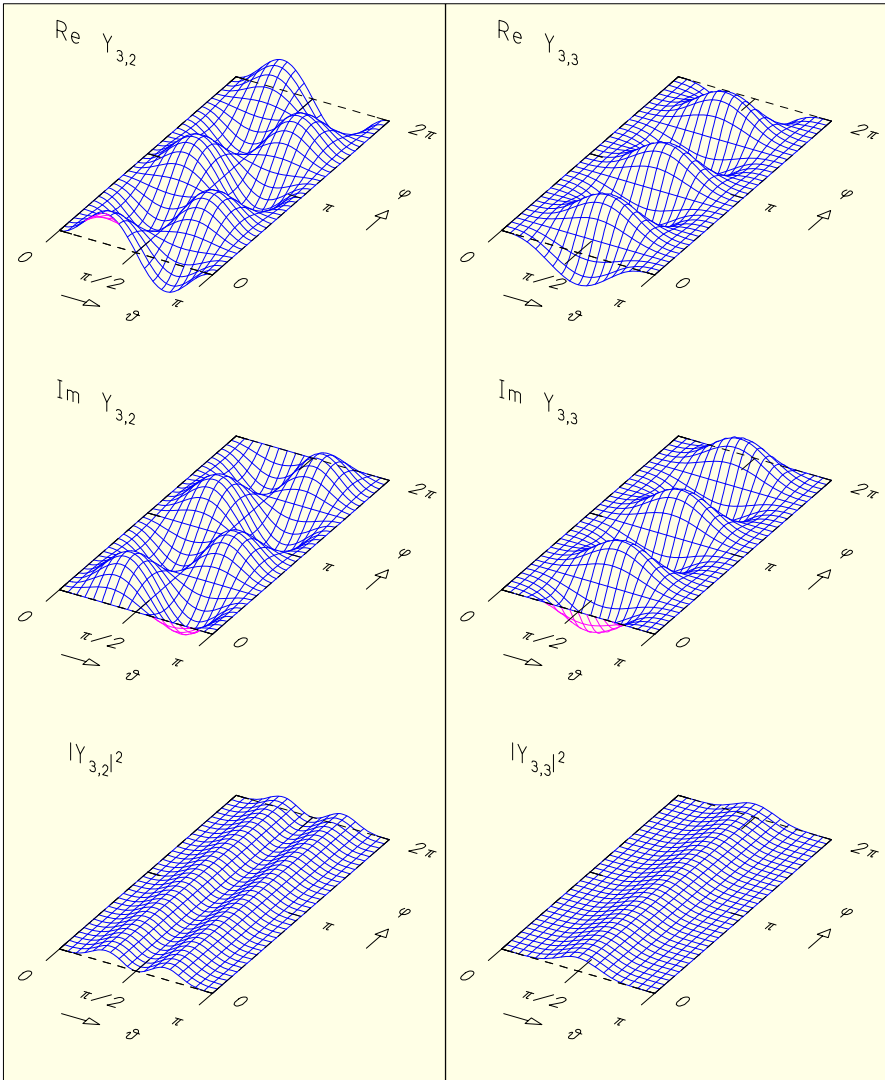 Re Y₃,₂
2π
φ
π
0
π/2
π
0
ϑ
Re Y₃,₃
2π
φ
π
0
π/2
π
0
ϑ
Im Y₃,₂
2π
φ
π
0
π/2
π
0
ϑ
Im Y₃,₃
2π
φ
π
0
π/2
π
0
ϑ
|Y₃,₂|²
2π
φ
π
0
π/2
π
0
ϑ
|Y₃,₃|²
2π
φ
π
0
π/2
π
0
ϑ